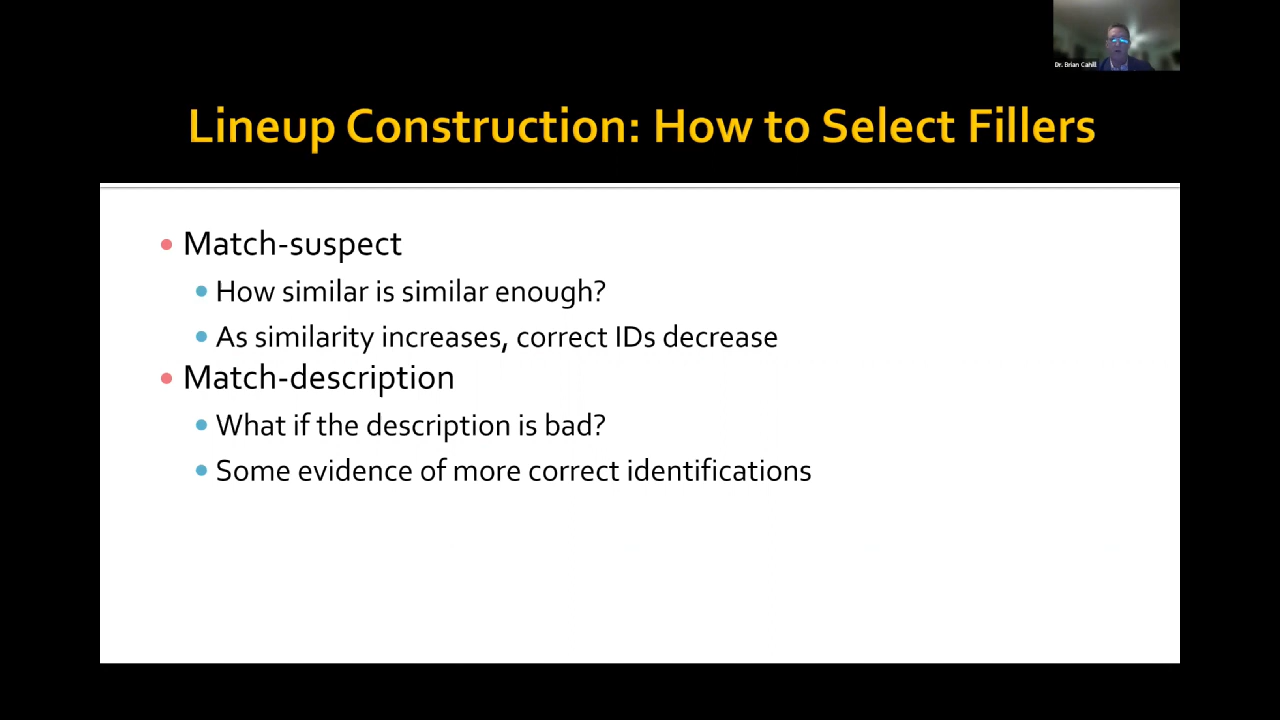 Dr. Brian Cahill
Lineup Construction: How to Select Fillers
Match-suspect
How similar is similar enough?
As similarity increases, correct IDs decrease
Match-description
What if the description is bad?
Some evidence of more correct identifications